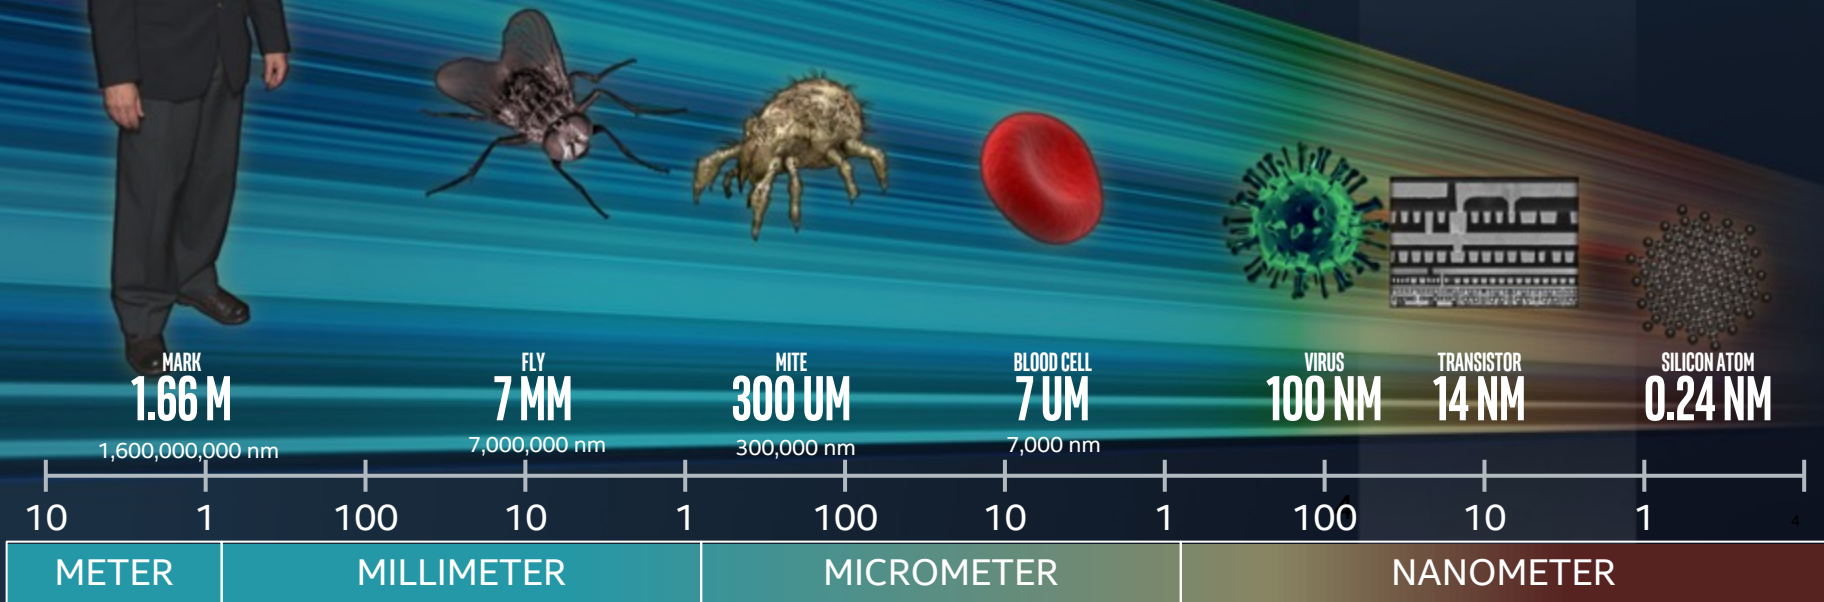 MARK
1.66 M
1,600,000,000 nm
FLY
7 MM
7,000,000 nm
MITE
300 UM
300,000 nm
BLOOD CELL
7 UM
7,000 nm
VIRUS
100 NM
TRANSISTOR
14 NM
SILICON ATOM
0.24 NM
10 1 100 10 1 100 10 1 100 10 1
4
4
METER MILLIMETER MICROMETER NANOMETER